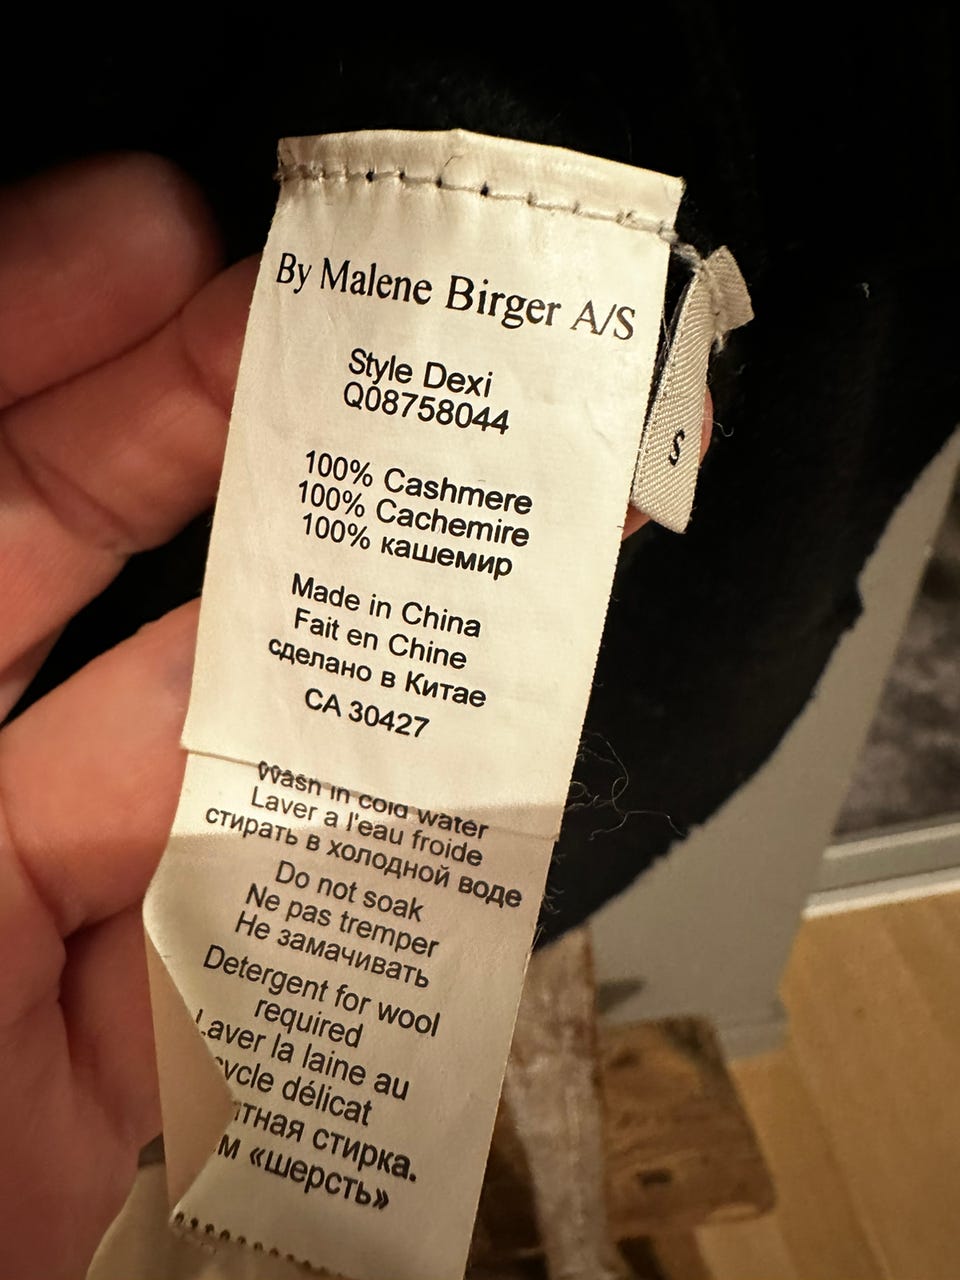 By Malene Birger A/S
Style Dexi
Q08758044
100% Cashmere
100% Cachemire
100% кашемир
Made in China
Fait en Chine
сделано в Китае
CA 30427
S
Wash in cold water
Laver a l'eau froide
стирать в холодной воде
Do not soak
Ne pas tremper
Не замачивать
Detergent for wool
required
Laver la laine au
cycle délicat
стирка.
«шерсть»